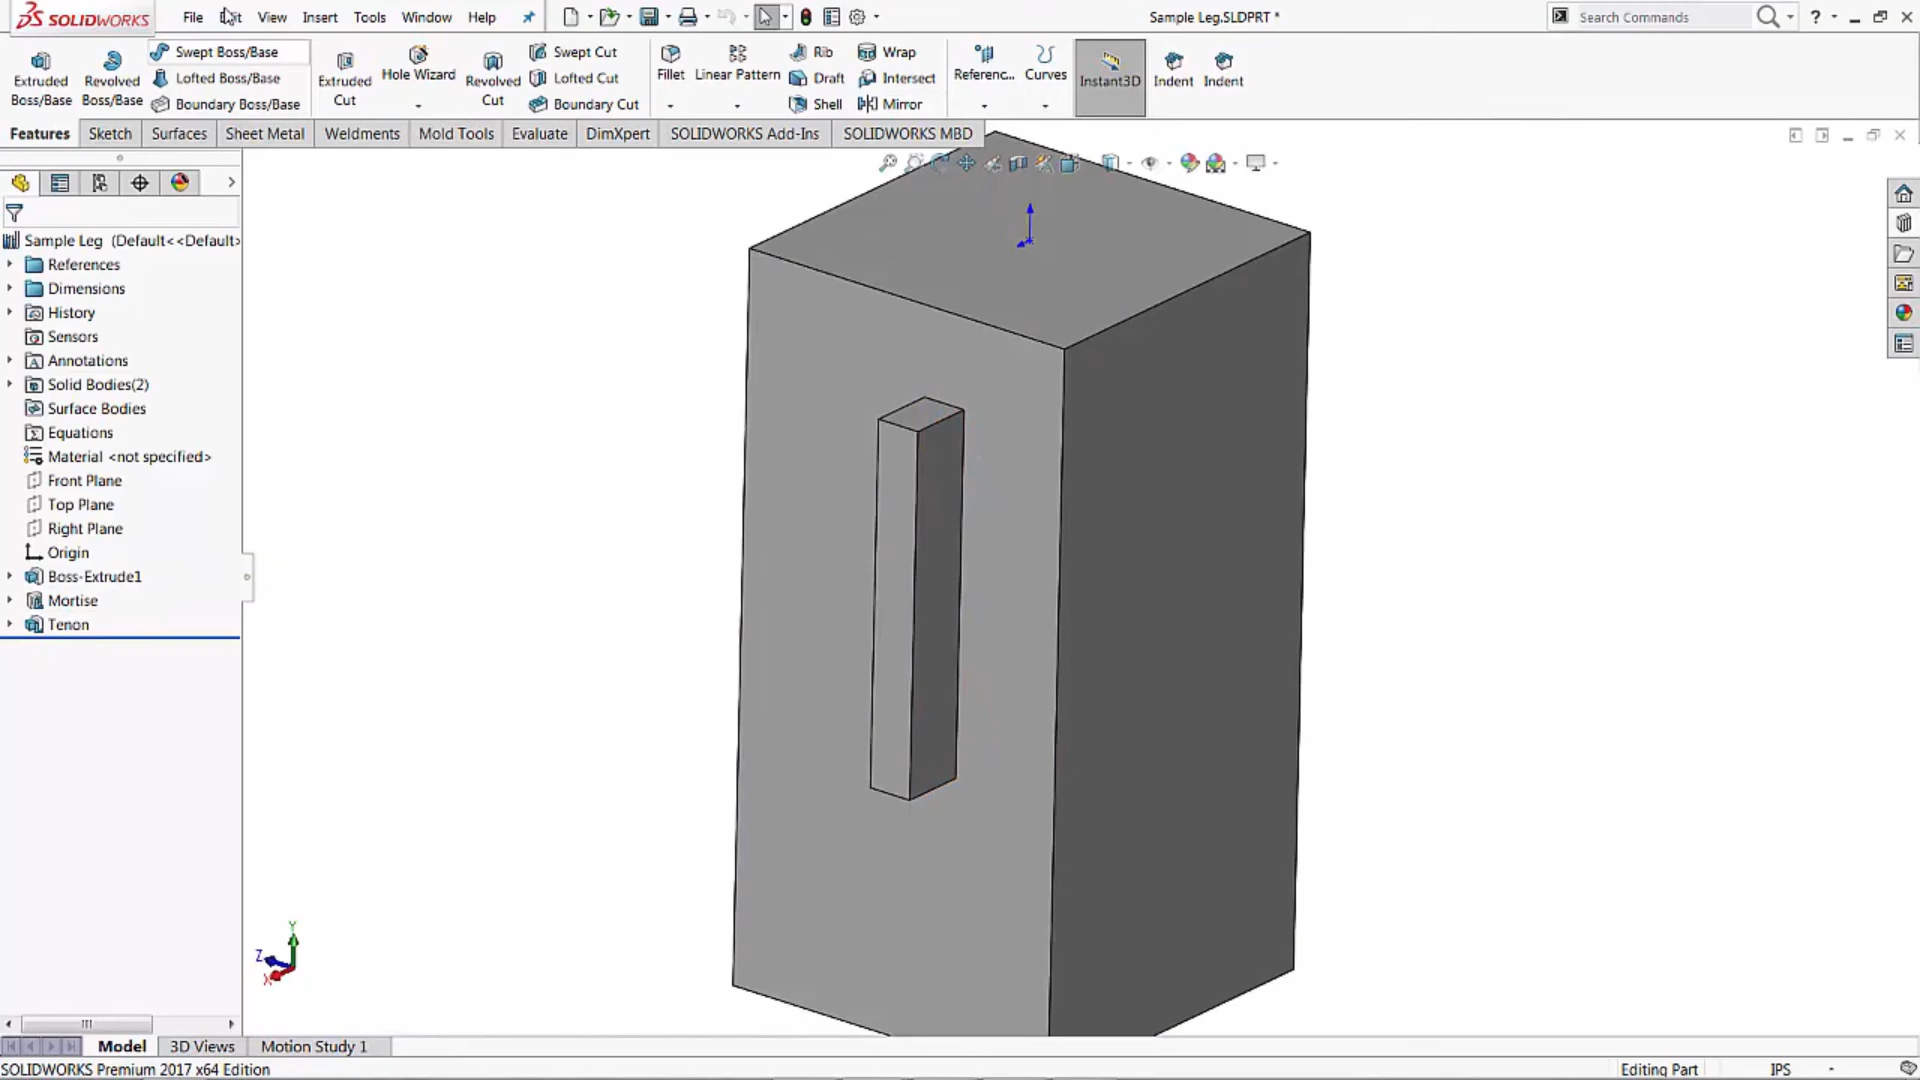 SOLIDWORKS File Edit View Insert Tools Window Help Sample Leg.SLDPRT * Search Commands ?
Extruded Boss/Base
Revolved Boss/Base
Swept Boss/Base
Lofted Boss/Base
Boundary Boss/Base
Extruded Cut
Hole Wizard
Revolved Cut
Swept Cut
Lofted Cut
Boundary Cut
Fillet
Linear Pattern
Rib
Draft
Shell
Wrap
Intersect
Mirror
Referenc...
Curves
Instant3D
Indent
Indent
Features Sketch Surfaces Sheet Metal Weldments Mold Tools Evaluate DimXpert SOLIDWORKS Add-Ins SOLIDWORKS MBD
Sample Leg (Default<<Default>
References
Dimensions
History
Sensors
Annotations
Solid Bodies(2)
Surface Bodies
Equations
Material <not specified>
Front Plane
Top Plane
Right Plane
Origin
Boss-Extrude1
Mortise
Tenon
Y
Z
X
Model 3D Views Motion Study 1
SOLIDWORKS Premium 2017 x64 Edition Editing Part IPS -